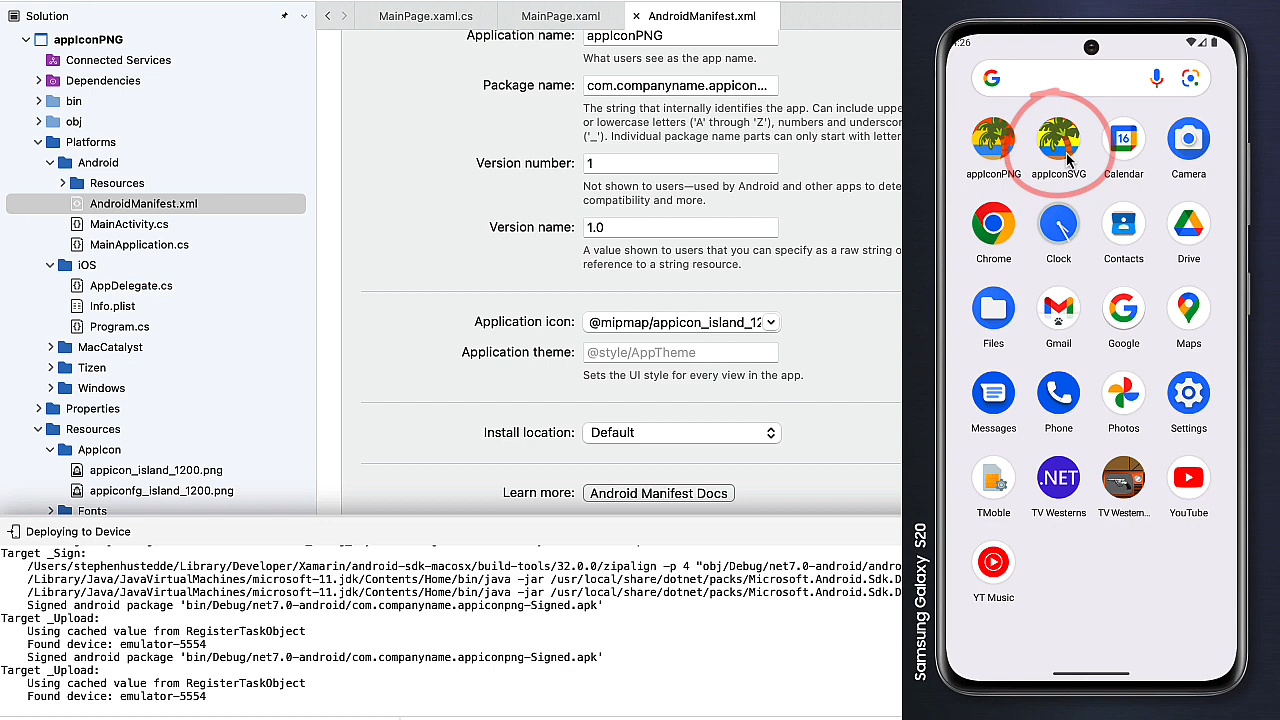 Solution
MainPage.xaml.cs
MainPage.xaml
AndroidManifest.xml
appIconPNG
Connected Services
Dependencies
bin
obj
Platforms
Android
Resources
AndroidManifest.xml
MainActivity.cs
MainApplication.cs
iOS
AppDelegate.cs
Info.plist
Program.cs
MacCatalyst
Tizen
Windows
Properties
Resources
AppIcon
appicon_island_1200.png
appiconfg_island_1200.png
Fonts
Application name: appIconPNG
What users see as the app name.
Package name: com.companyname.appicon...
The string that internally identifies the app. Can include uppe
or lowercase letters ('A' through 'Z'), numbers and undersco
('_'). Individual package name parts can only start with letter
Version number: 1
Not shown to users—used by Android and other apps to dete
compatibility and more.
Version name: 1.0
A value shown to users that you can specify as a raw string o
reference to a string resource.
Application icon: @mipmap/appicon_island_12
Application theme: @style/AppTheme
Sets the UI style for every view in the app.
Install location: Default
Learn more: Android Manifest Docs
Deploying to Device
Target _Sign:
/Users/stephenhustedde/Library/Developer/Xamarin/android-sdk-macosx/build-tools/32.0.0/zipalign -p 4 "obj/Debug/net7.0-android/andro
/Library/Java/JavaVirtualMachines/microsoft-11.jdk/Contents/Home/bin/java -jar /usr/local/share/dotnet/packs/Microsoft.Android.Sdk.D
/Library/Java/JavaVirtualMachines/microsoft-11.jdk/Contents/Home/bin/java -jar /usr/local/share/dotnet/packs/Microsoft.Android.Sdk.D
Signed android package 'bin/Debug/net7.0-android/com.companyname.appiconpng-Signed.apk'
Target _Upload:
Using cached value from RegisterTaskObject
Found device: emulator-5554
Signed android package 'bin/Debug/net7.0-android/com.companyname.appiconpng-Signed.apk'
Target _Upload:
Using cached value from RegisterTaskObject
Found device: emulator-5554
:26
appIconPNG
appIconSVG
16
Calendar
Camera
Chrome
Clock
Contacts
Drive
Files
Gmail
Google
Maps
Messages
Phone
Photos
Settings
TMoble
.NET
TV Westerns
TV Western...
YouTube
YT Music
Samsung Galaxy S20